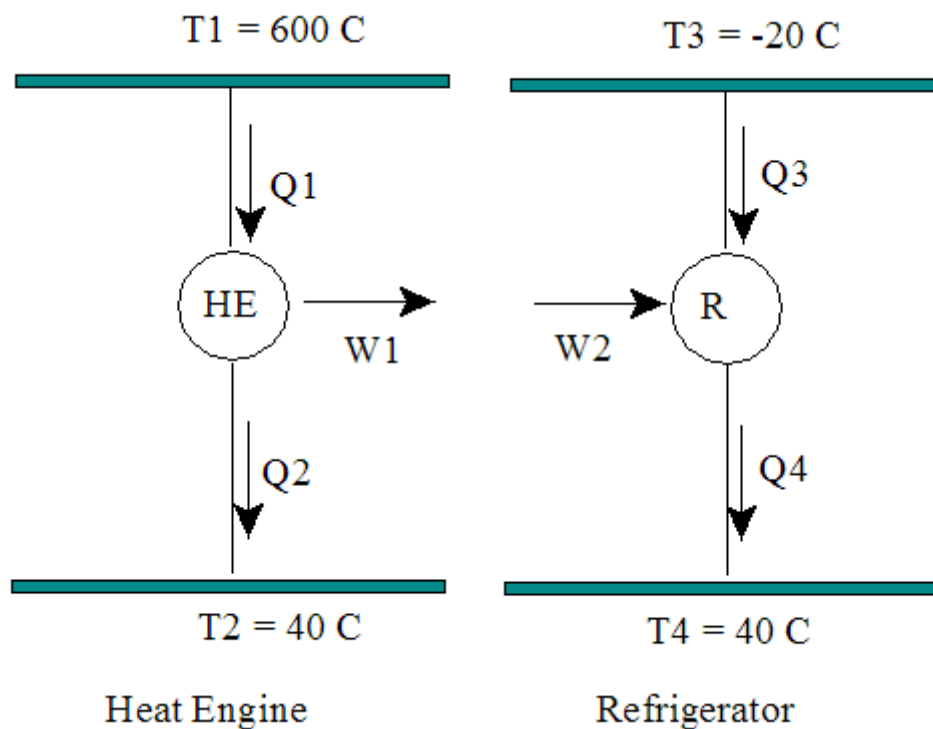 T1 = 600 C
T3 = -20 C
Q1
Q3
HE
R
W1
W2
Q2
Q4
T2 = 40 C
T4 = 40 C
Heat Engine
Refrigerator